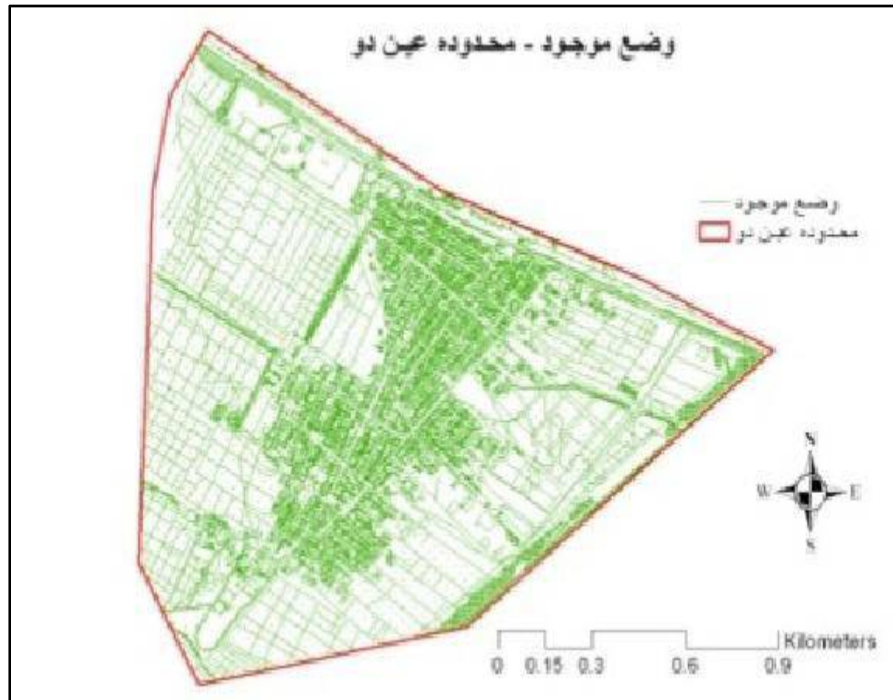 وضع موجود - محدوده عین دو
وضع موجود
محدوده عین دو
N
W E
S
Kilometers
0 0.15 0.3 0.6 0.9